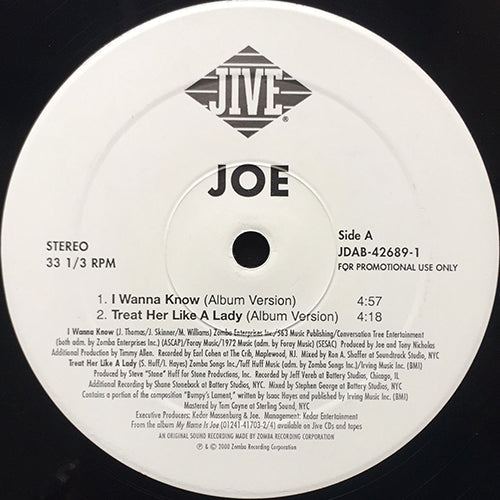 JIVE
®
JOE
STEREO
33 1/3 RPM
Side A
JDAB-42689-1
FOR PROMOTIONAL USE ONLY
1. I Wanna Know (Album Version) 4:57
2. Treat Her Like A Lady (Album Version) 4:18
I Wanna Know (J. Thomas/J. Skinner/M. Williams) Zomba Enterprises Inc./563 Music Publishing/Conversation Tree Entertainment
(both adm. by Zomba Enterprises Inc.) (ASCAP)/Foray Music/1972 Music (adm. by Foray Music) (SESAC) Produced by Joe and Tony Nicholas
Additional Production by Timmy Allen. Recorded by Earl Cohen at The Crib, Maplewood, NJ. Mixed by Ron A. Shaffer at Soundtrack Studio, NYC
Treat Her Like A Lady (S. Huff/I. Hayes) Zomba Songs Inc./Tuff Huff Music (adm. by Zomba Songs Inc.)/Irving Music Inc. (BMI)
Produced by Steve "Stone" Huff for Stone Productions, Inc. Recorded by Jeff Vereb at Battery Studios, Chicago, IL
Additional Recording by Shane Stoneback at Battery Studios, NYC. Mixed by Stephen George at Battery Studios, NYC.
Contains a portion of the composition "Bumpy's Lament," written by Isaac Hayes and published by Irving Music Inc. (BMI)
Mastered by Tom Coyne at Sterling Sound, NYC
Executive Producers: Kedar Massenburg & Joe. Management: Kedar Entertainment
From the album My Name Is Joe (01241-41703-2/4) available on Jive CDs and tapes
AN ORIGINAL SOUND RECORDING MADE BY ZOMBA RECORDING CORPORATION
℗ & © 2000 Zomba Recording Corporation